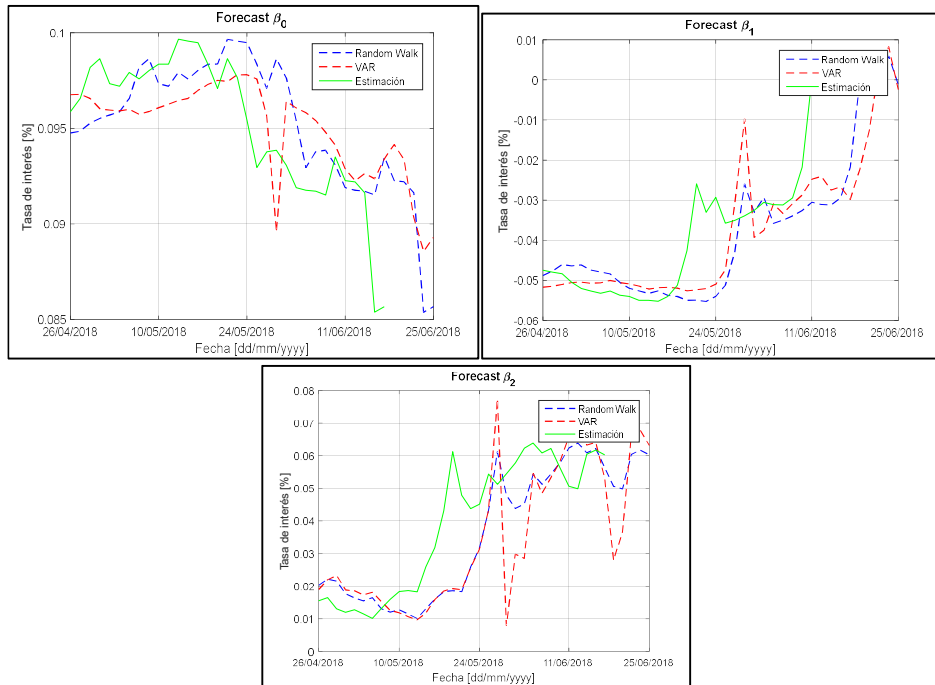 Forecast β0
0.1
0.095
0.09
0.085
Tasa de interés [%]
Random Walk
VAR
Estimación
26/04/2018 10/05/2018 24/05/2018 11/06/2018 25/06/2018
Fecha [dd/mm/yyyy]
Forecast β1
0.01
0
-0.01
-0.02
-0.03
-0.04
-0.05
-0.06
Tasa de interés [%]
Random Walk
VAR
Estimación
26/04/2018 10/05/2018 24/05/2018 11/06/2018 25/06/2018
Fecha [dd/mm/yyyy]
Forecast β2
0.08
0.07
0.06
0.05
0.04
0.03
0.02
0.01
0
Tasa de interés [%]
Random Walk
VAR
Estimación
26/04/2018 10/05/2018 24/05/2018 11/06/2018 25/06/2018
Fecha [dd/mm/yyyy]